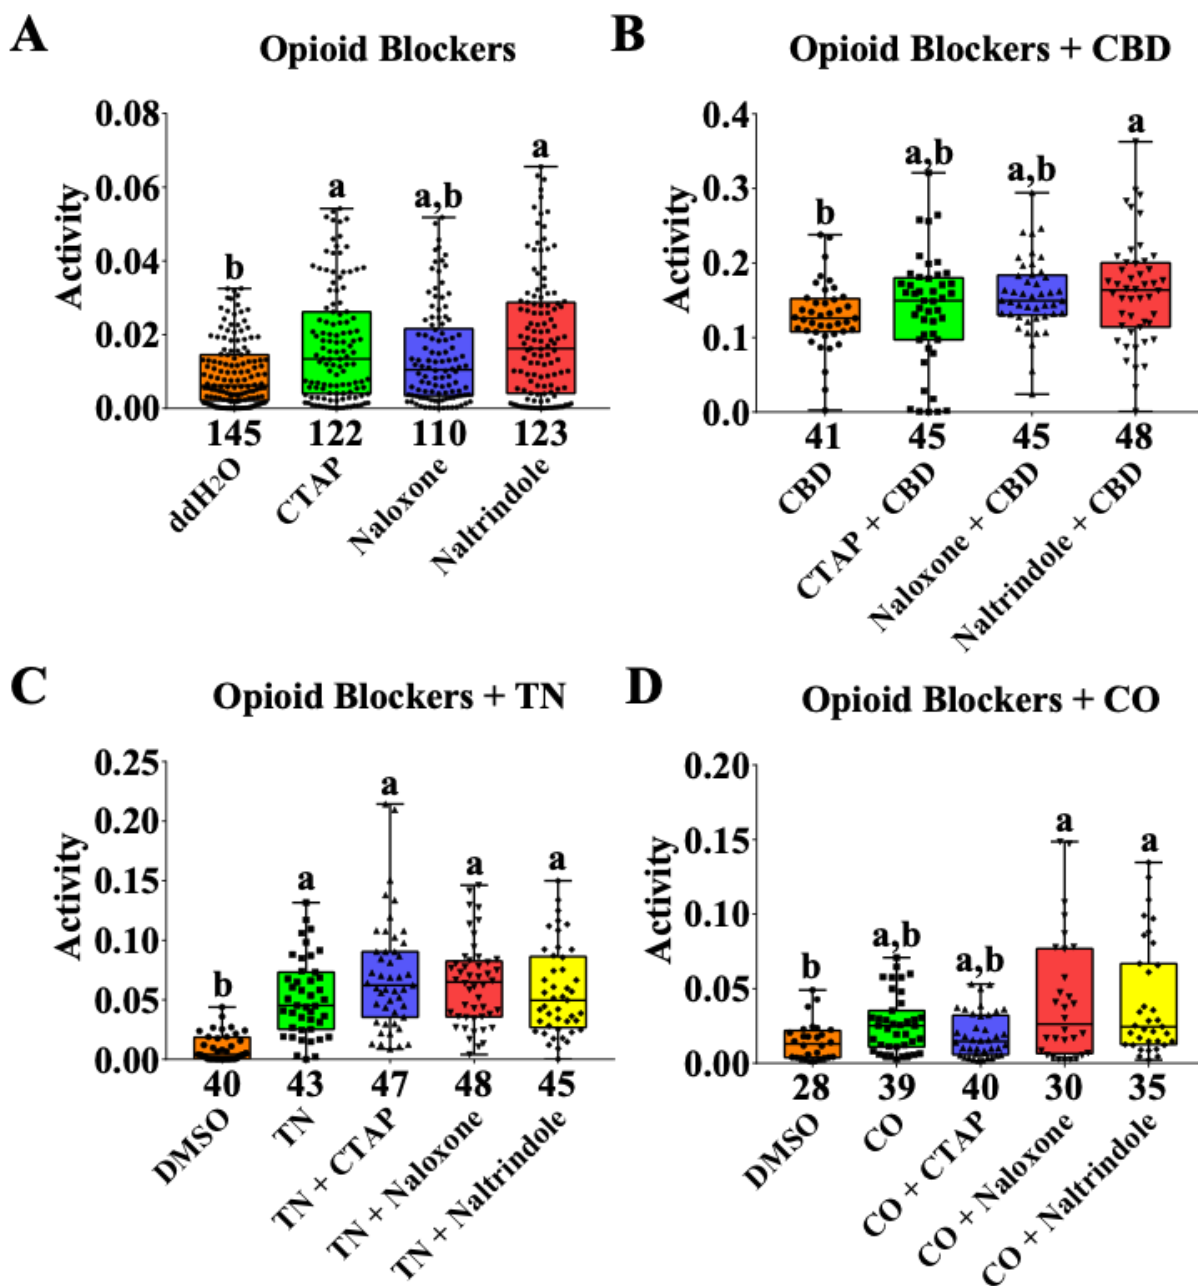 A
Opioid Blockers
Activity
0.08
0.06
0.04
0.02
0.00
b
a
a,b
a
145
122
110
123
ddH₂O
CTAP
Naloxone
Naltrindole
B
Opioid Blockers + CBD
Activity
0.4
0.3
0.2
0.1
0.0
b
a,b
a,b
a
41
45
45
48
CBD
CTAP + CBD
Naloxone + CBD
Naltrindole + CBD
C
Opioid Blockers + TN
Activity
0.25
0.20
0.15
0.10
0.05
0.00
b
a
a
a
a
40
43
47
48
45
DMSO
TN
TN + CTAP
TN + Naloxone
TN + Naltrindole
D
Opioid Blockers + CO
Activity
0.20
0.15
0.10
0.05
0.00
b
a,b
a,b
a
a
28
39
40
30
35
DMSO
CO
CO + CTAP
CO + Naloxone
CO + Naltrindole